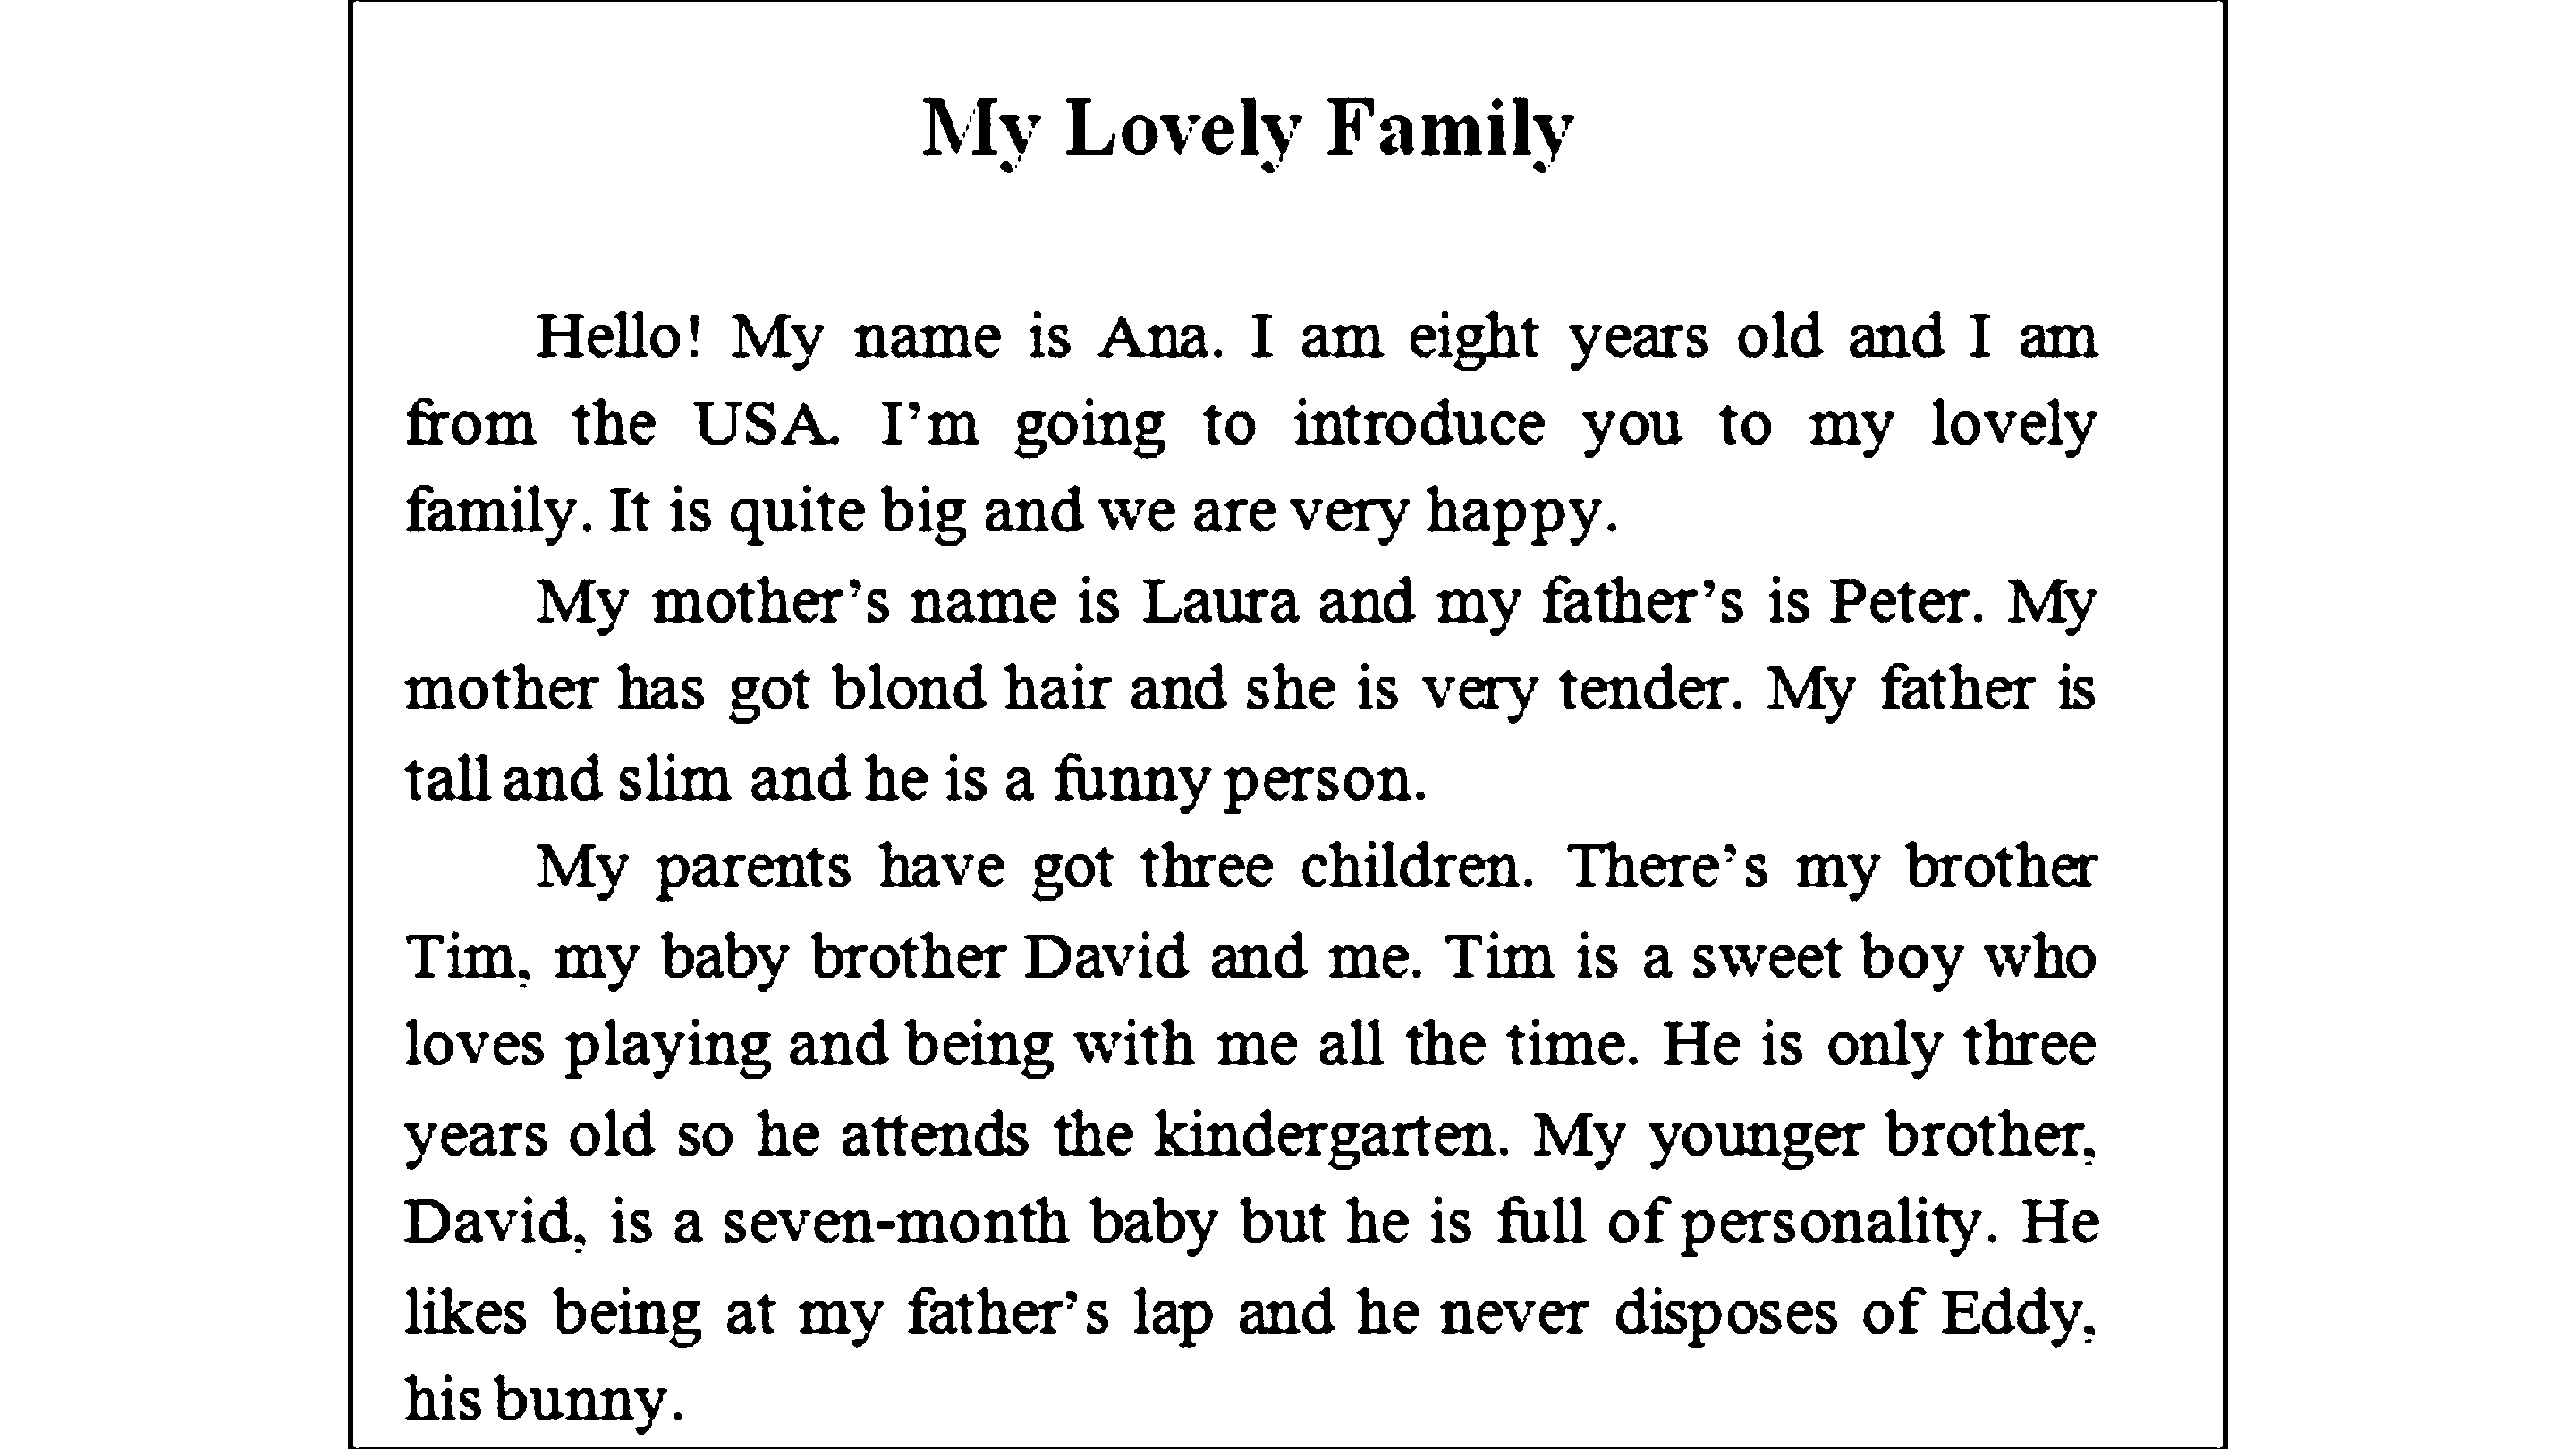 My Lovely Family
Hello! My name is Ana. I am eight years old and I am
from the USA. I’m going to introduce you to my lovely
family. It is quite big and we are very happy.
My mother’s name is Laura and my father’s is Peter. My
mother has got blond hair and she is very tender. My father is
tall and slim and he is a funny person.
My parents have got three children. There’s my brother
Tim, my baby brother David and me. Tim is a sweet boy who
loves playing and being with me all the time. He is only three
years old so he attends the kindergarten. My younger brother,
David, is a seven-month baby but he is full of personality. He
likes being at my father’s lap and he never disposes of Eddy,
his bunny.